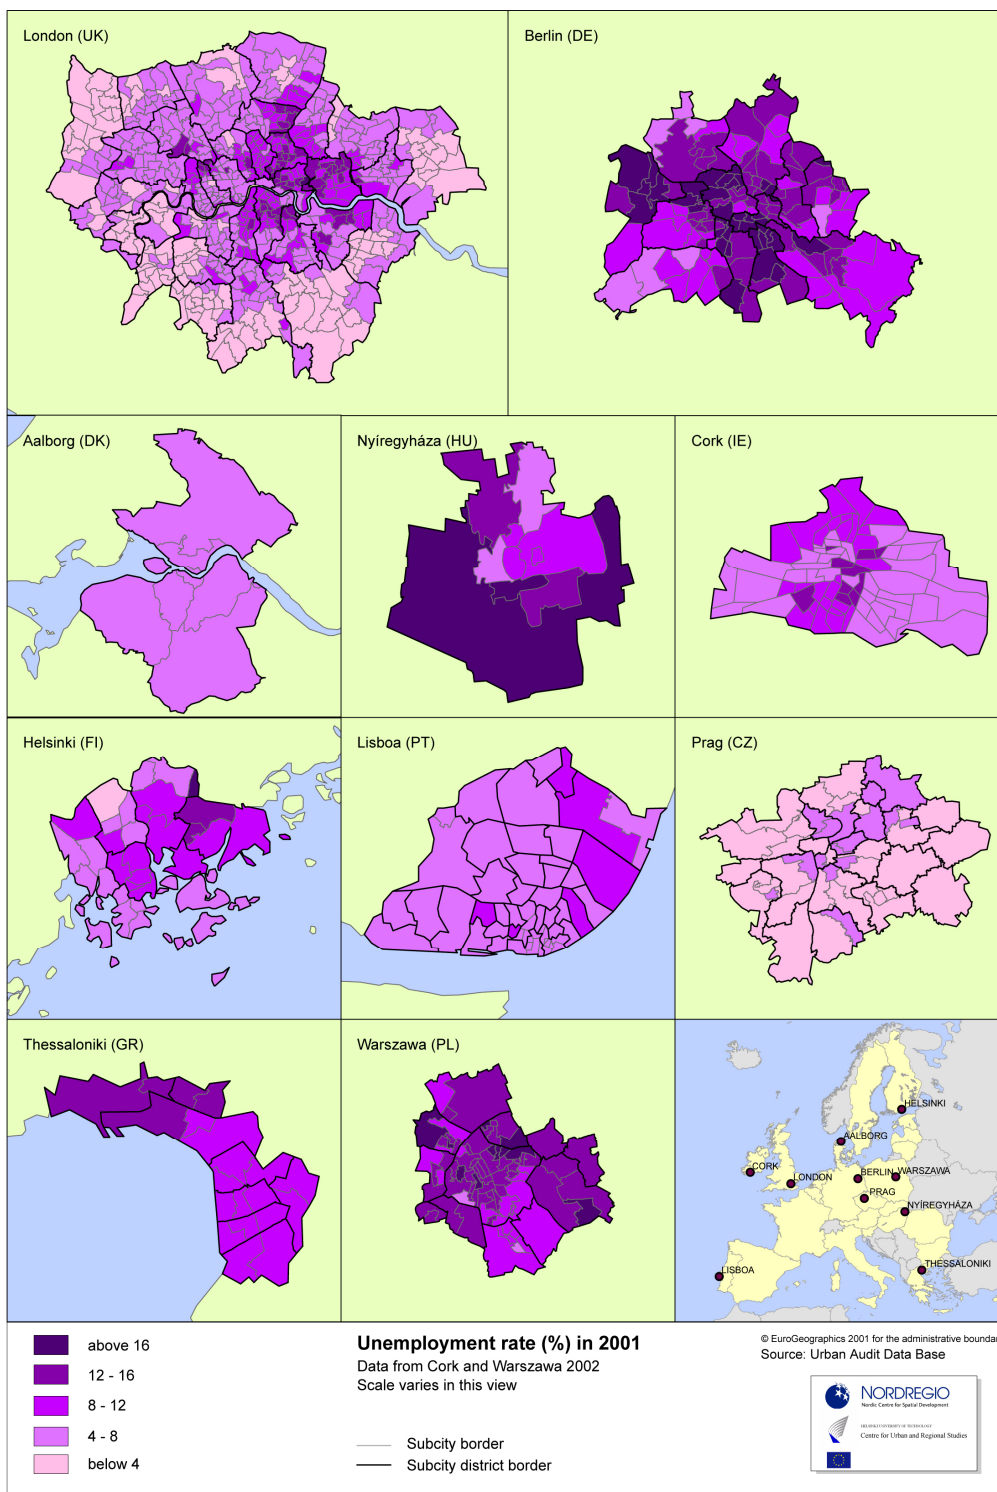 London (UK)
Berlin (DE)
Aalborg (DK)
Nyíregyháza (HU)
Cork (IE)
Helsinki (FI)
Lisboa (PT)
Prag (CZ)
Thessaloniki (GR)
Warszawa (PL)
HELSINKI
AALBORG
CORK
LONDON
BERLIN
WARSZAWA
PRAG
NYÍREGYHÁZA
LISBOA
THESSALONIKI
above 16
12 - 16
8 - 12
4 - 8
below 4
Unemployment rate (%) in 2001
Data from Cork and Warszawa 2002
Scale varies in this view
Subcity border
Subcity district border
© EuroGeographics 2001 for the administrative boundar
Source: Urban Audit Data Base
NORDREGIO
Nordic Centre for Spatial Development
HELSINKI UNIVERSITY OF TECHNOLOGY
Centre for Urban and Regional Studies